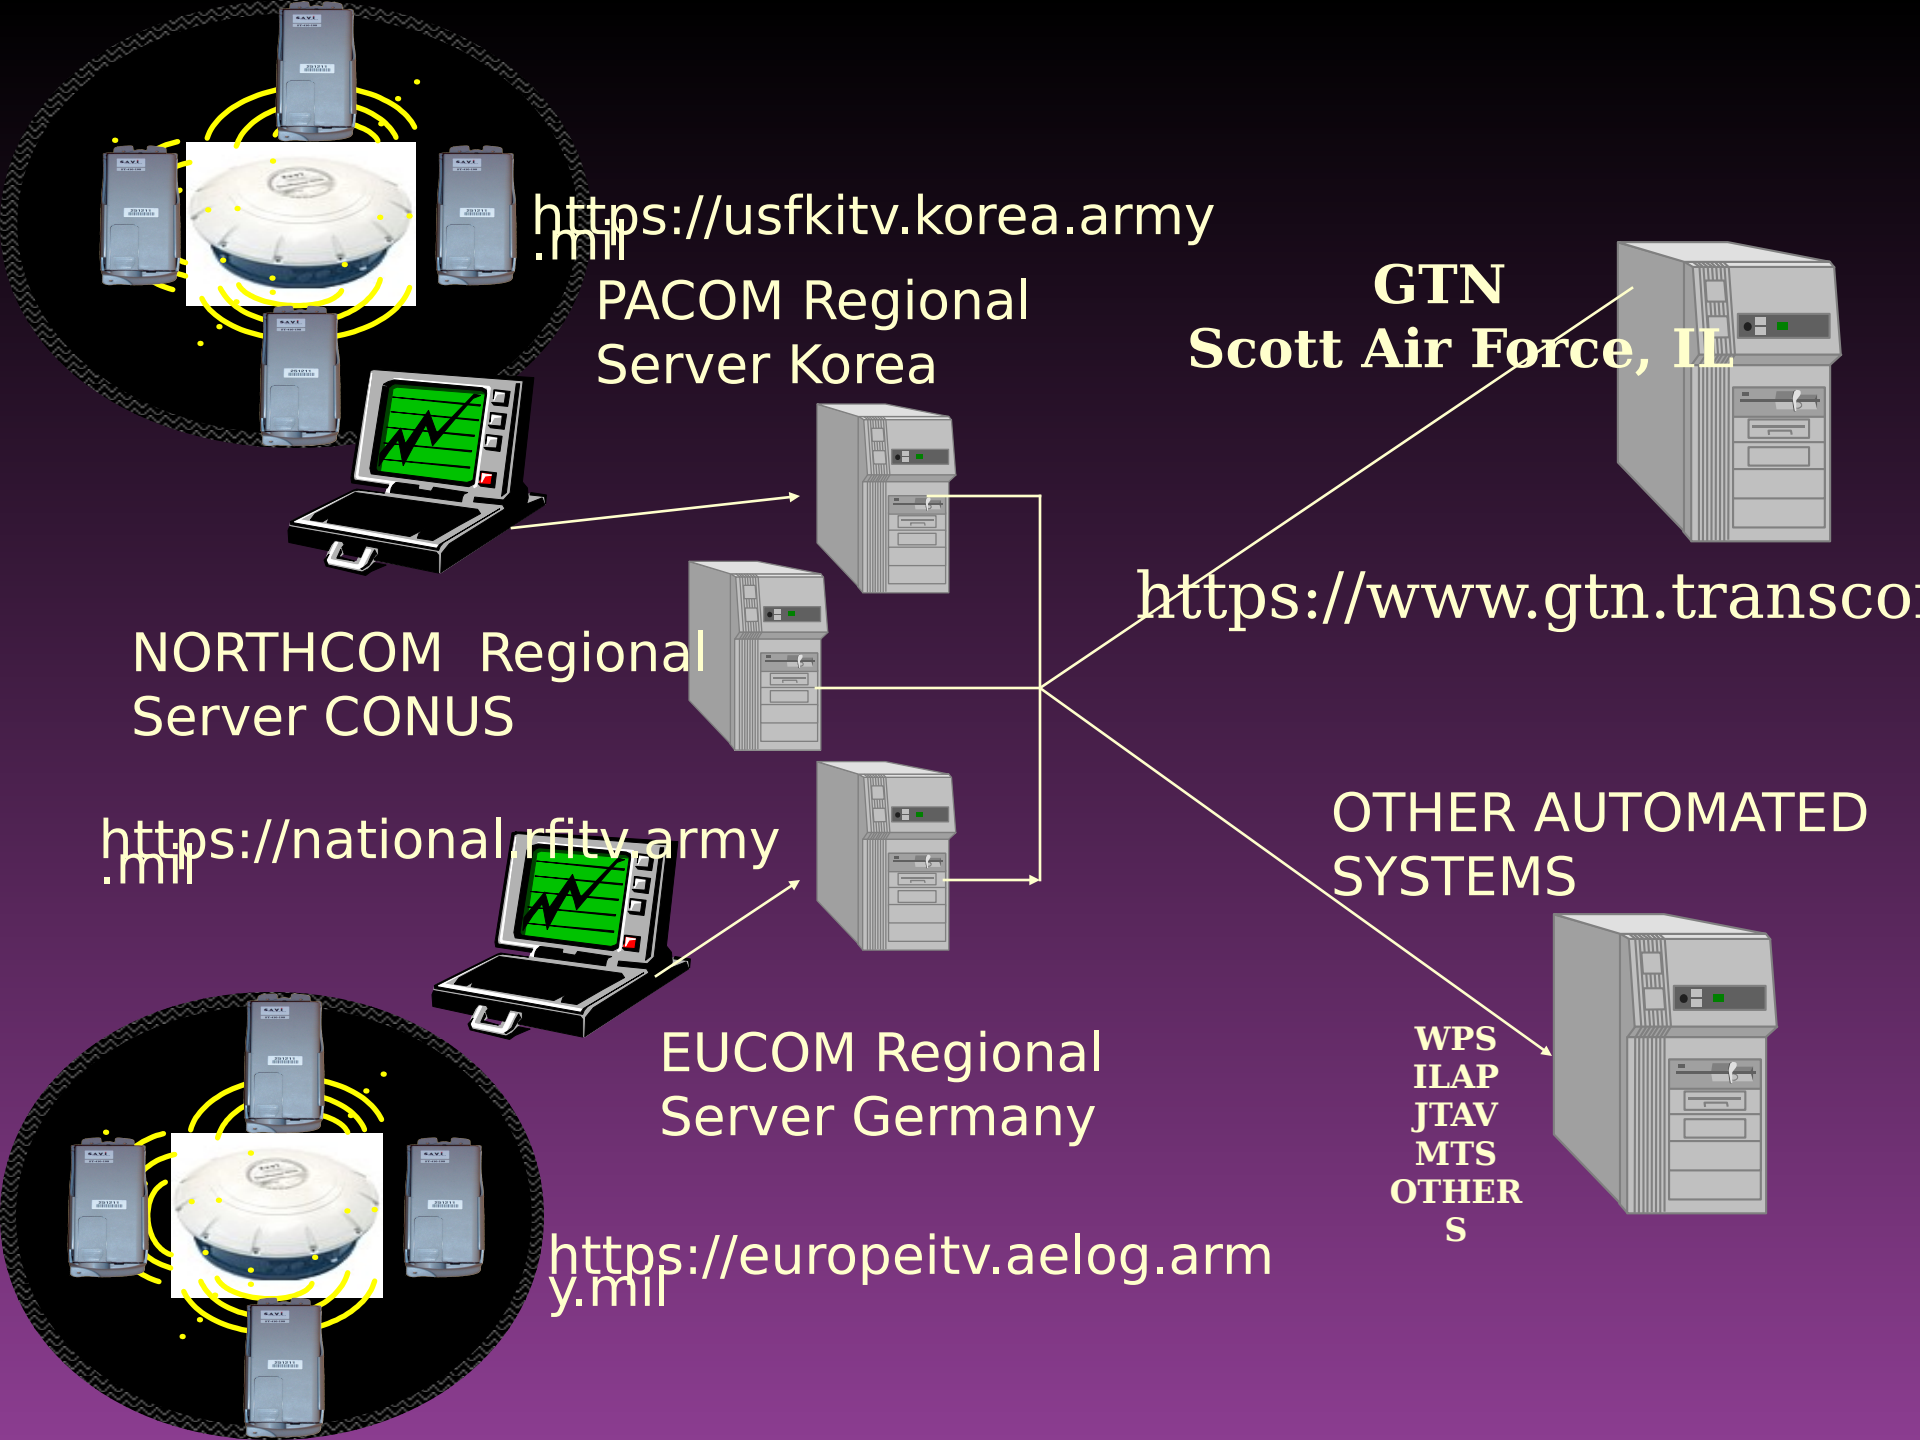 https://usfkitv.korea.army
.mil
PACOM Regional
Server Korea
GTN
Scott Air Force, IL
https://www.gtn.transco
NORTHCOM  Regional
Server CONUS
https://national.rfitv.army
.mil
OTHER AUTOMATED
SYSTEMS
EUCOM Regional
Server Germany
WPS
ILAP
JTAV
MTS
OTHER
S
https://europeitv.aelog.arm
y.mil